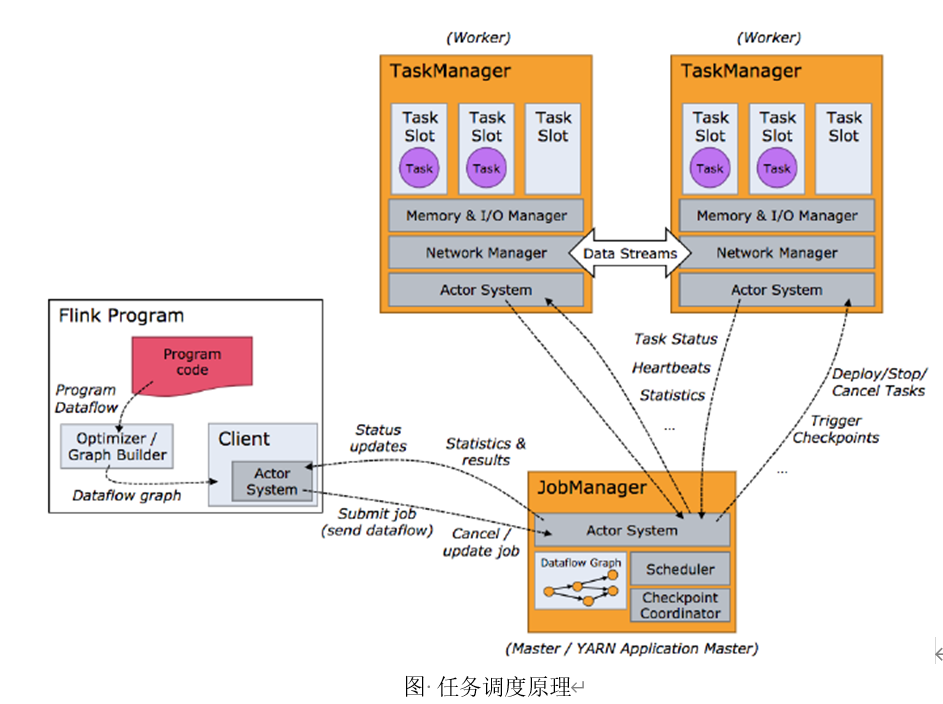 (Worker)
(Worker)
TaskManager
TaskManager
Task
Slot
Task
Task
Slot
Task
Task
Slot
Task
Slot
Task
Task
Slot
Task
Task
Slot
Memory & I/O Manager
Memory & I/O Manager
Network Manager
Data Streams
Network Manager
Actor System
Actor System
Flink Program
Program
code
Program
Dataflow
Optimizer /
Graph Builder
Dataflow graph
Client
Actor
System
Status
updates
Statistics &
results
Submit job
(send dataflow)
Cancel /
update job
Task Status
Heartbeats
Statistics
...
Deploy/Stop/
Cancel Tasks
Trigger
Checkpoints
...
JobManager
Actor System
Dataflow Graph
Scheduler
Checkpoint
Coordinator
(Master / YARN Application Master)
图· 任务调度原理↵